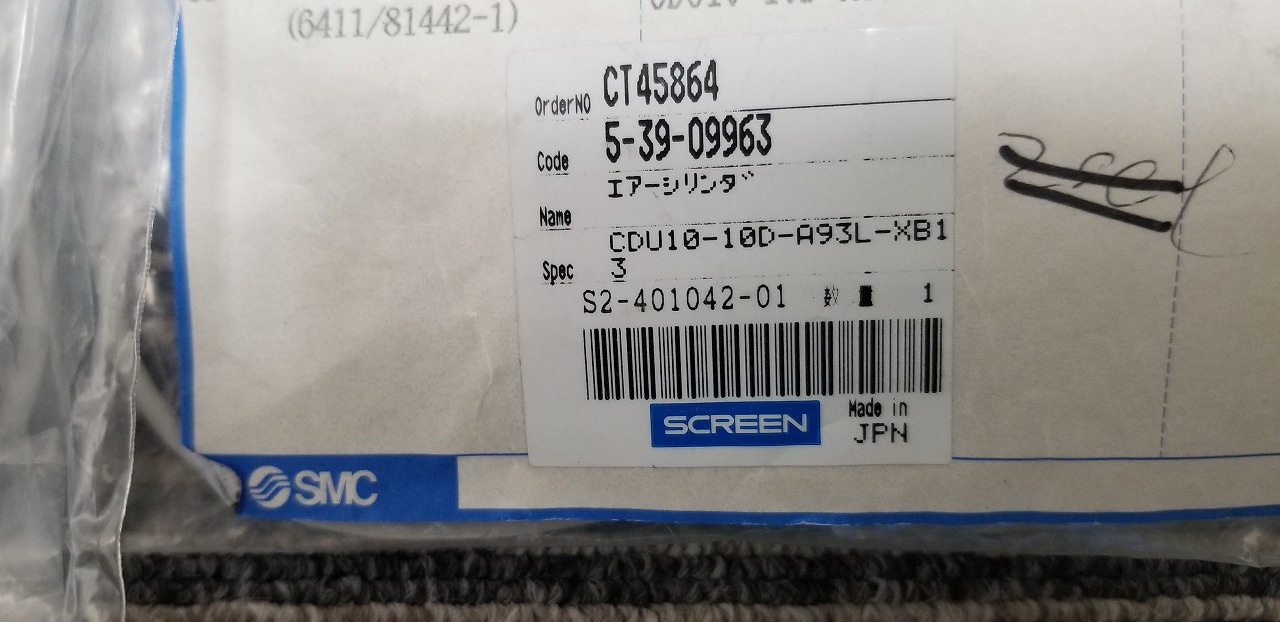 (6411/81442-1)
OrderNO CT45864
Code 5-39-09963
Name エアーシリンダ
Spec CDU10-10D-A93L-XB1
3
S2-401042-01 数 1
SCREEN
Made in
JPN
SMC